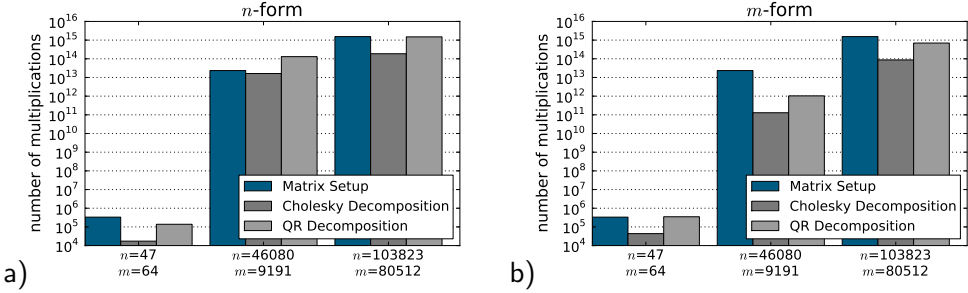 n-form
10^16
10^15
10^14
10^13
10^12
10^11
10^10
10^9
10^8
10^7
10^6
10^5
10^4
number of multiplications
Matrix Setup
Cholesky Decomposition
QR Decomposition
n=47
m=64
n=46080
m=9191
n=103823
m=80512
a)
m-form
10^16
10^15
10^14
10^13
10^12
10^11
10^10
10^9
10^8
10^7
10^6
10^5
10^4
number of multiplications
Matrix Setup
Cholesky Decomposition
QR Decomposition
n=47
m=64
n=46080
m=9191
n=103823
m=80512
b)